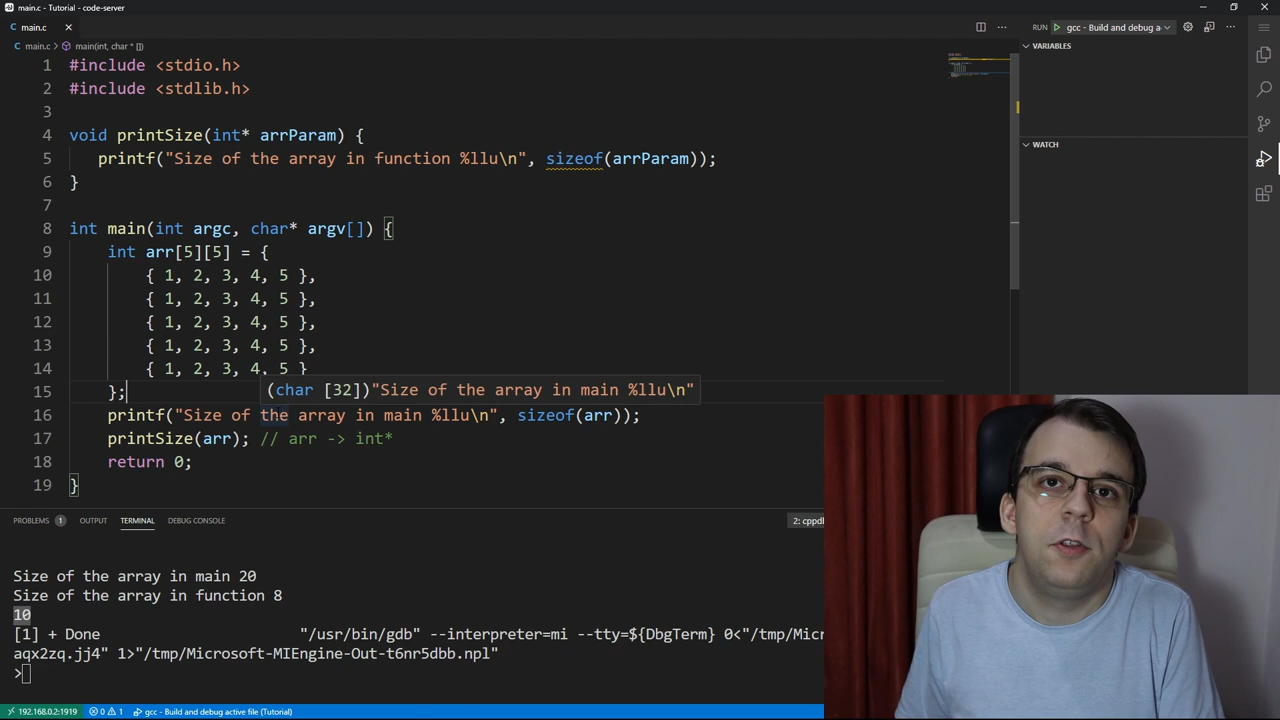 main.c - Tutorial - code-server
C main.c ×
C main.c > main(int, char * [])
1 #include <stdio.h>
2 #include <stdlib.h>
3
4 void printSize(int* arrParam) {
5 printf("Size of the array in function %llu\n", sizeof(arrParam));
6 }
7
8 int main(int argc, char* argv[]) {
9 int arr[5][5] = {
10 { 1, 2, 3, 4, 5 },
11 { 1, 2, 3, 4, 5 },
12 { 1, 2, 3, 4, 5 },
13 { 1, 2, 3, 4, 5 },
14 { 1, 2, 3, 4, 5 }
15 };
(char [32])"Size of the array in main %llu\n"
16 printf("Size of the array in main %llu\n", sizeof(arr));
17 printSize(arr); // arr -> int*
18 return 0;
19 }
RUN gcc - Build and debug a
VARIABLES
WATCH
PROBLEMS 1 OUTPUT TERMINAL DEBUG CONSOLE 2: cppd
Size of the array in main 20
Size of the array in function 8
10
[1] + Done "/usr/bin/gdb" --interpreter=mi --tty=${DbgTerm} 0<"/tmp/Mic
aqx2zq.jj4" 1>"/tmp/Microsoft-MIEngine-Out-t6nr5dbb.npl"
>
192.168.0.2:1919 0 1 gcc - Build and debug active file (Tutorial)